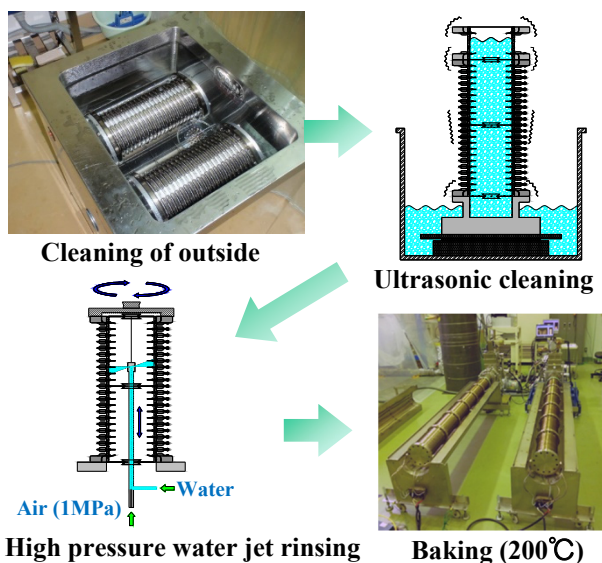 Cleaning of outside
Ultrasonic cleaning
Water
Air (1MPa)
High pressure water jet rinsing
Baking (200℃)